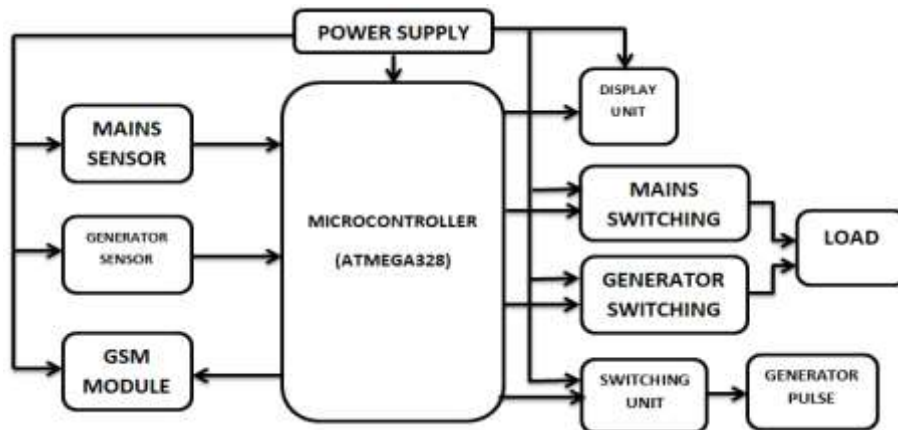 POWER SUPPLY
DISPLAY
UNIT
MAINS
SENSOR
MAINS
SWITCHING
MICROCONTROLLER
(ATMEGA328)
LOAD
GENERATOR
SENSOR
GENERATOR
SWITCHING
GSM
MODULE
SWITCHING
UNIT
GENERATOR
PULSE